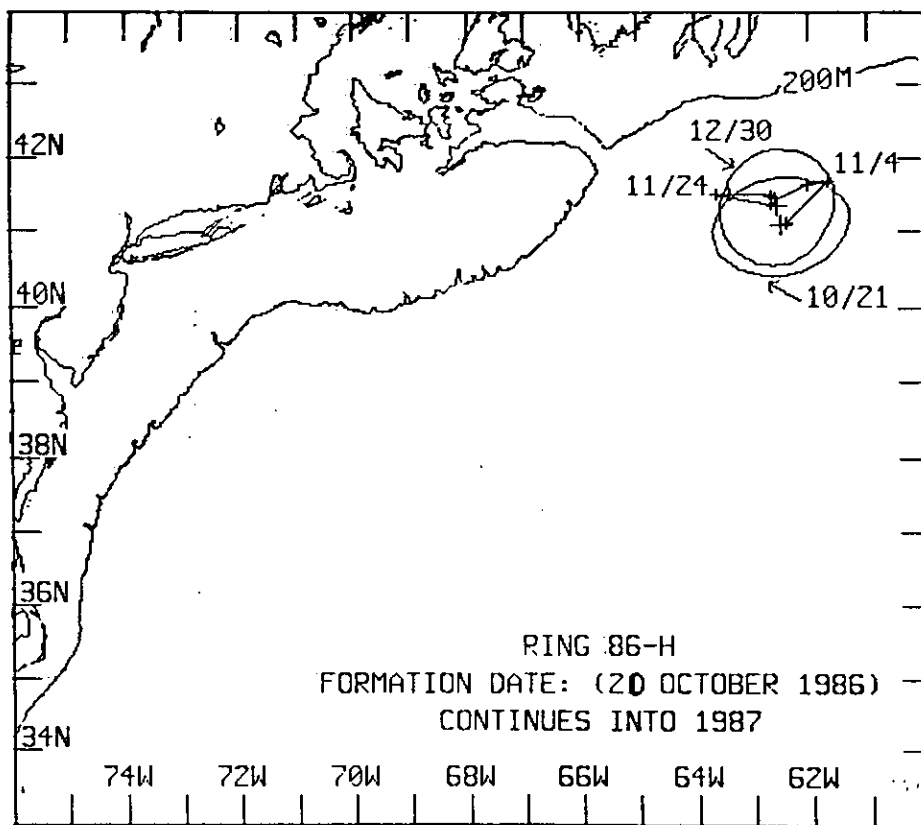 200M
12/30
42N
11/4
11/24
40N
10/21
38N
36N
RING 86-H
FORMATION DATE: (20 OCTOBER 1986)
CONTINUES INTO 1987
34N
74W 72W 70W 68W 66W 64W 62W